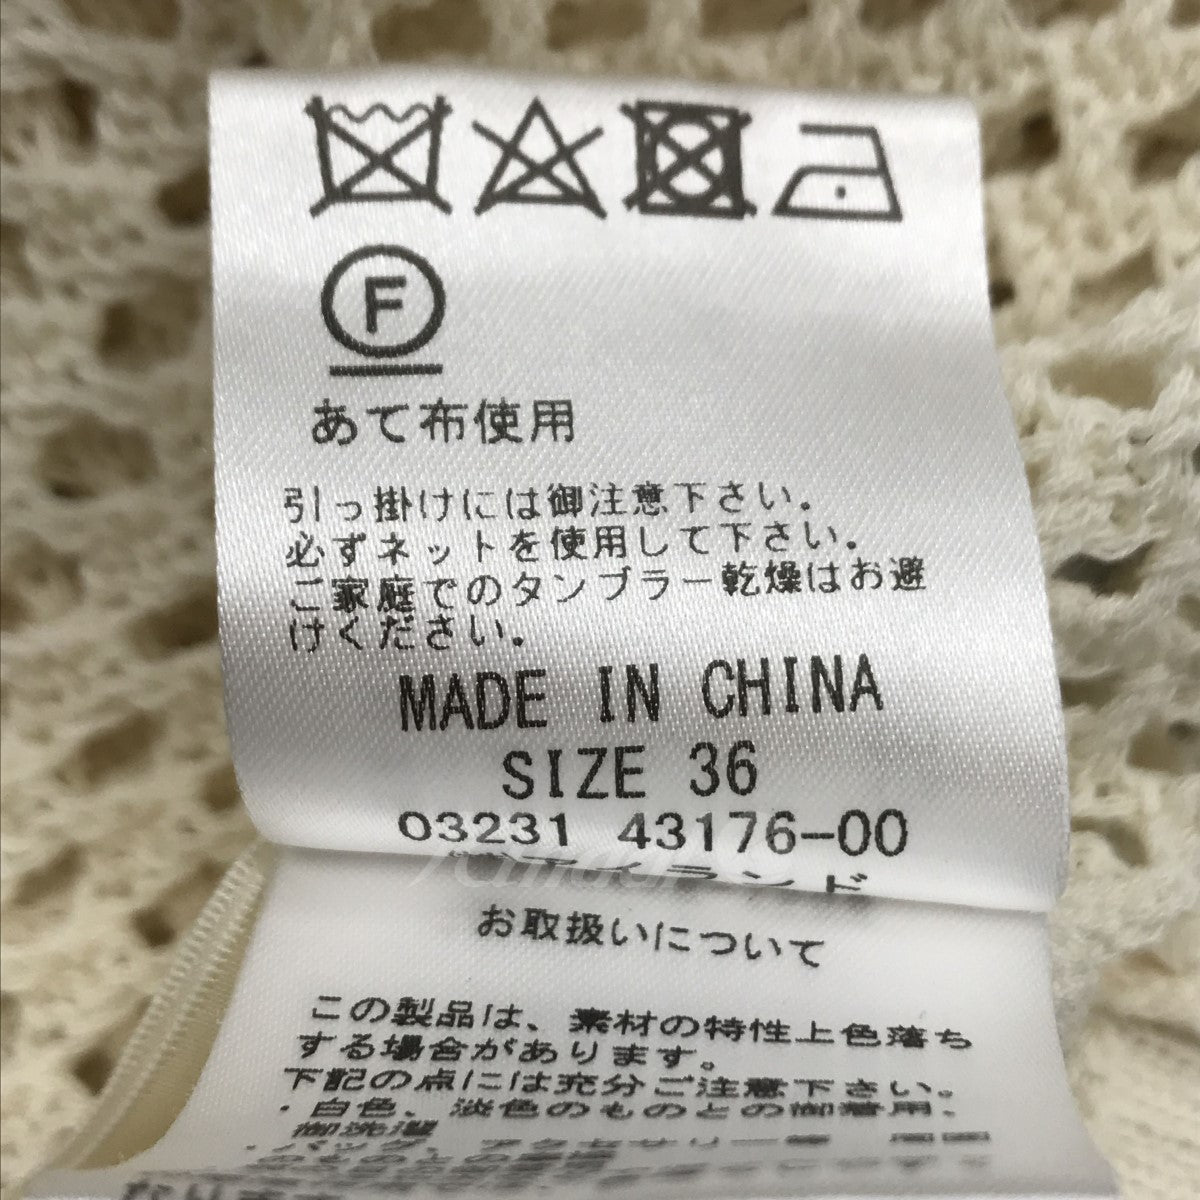 F
あて布使用
引っ掛けには御注意下さい。
必ずネットを使用して下さい。
ご家庭でのタンブラー乾燥はお避
けください。
MADE IN CHINA
SIZE 36
03231 43176-00
お取扱いについて
この製品は、素材の特性上色落ち
する場合があります。
下記の点には充分ご注意下さい。
・白色、淡色のものとの御着用、
御洗濯